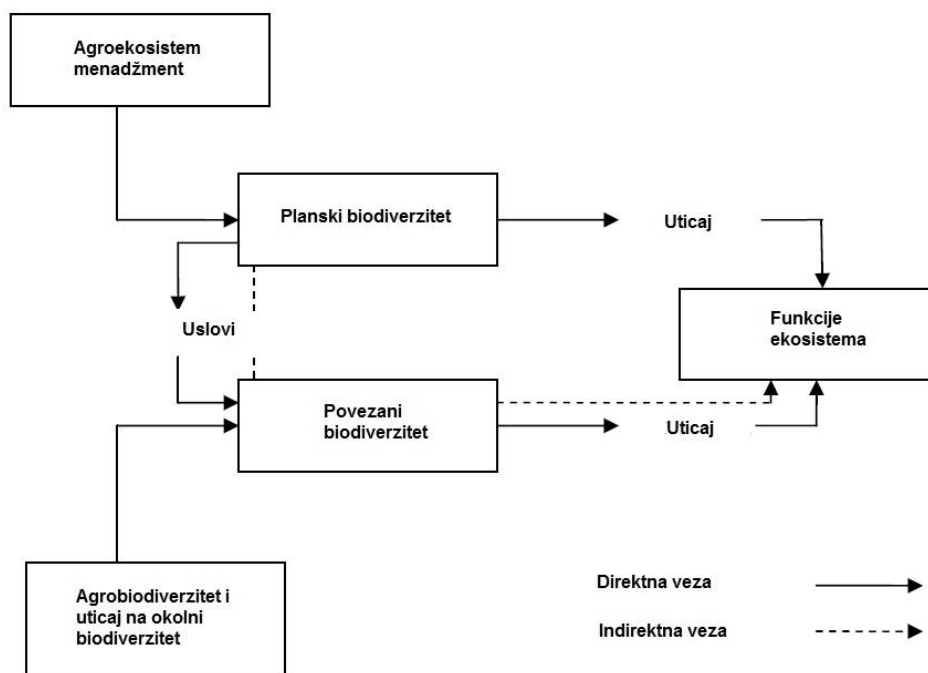 Agroekosistem
menadžment
Planski biodiverzitet
Uticaj
Uslovi
Funkcije
ekosistema
Povezani
biodiverzitet
Uticaj
Agrobiodiverzitet i
uticaj na okolni
biodiverzitet
Direktna veza
Indirektna veza